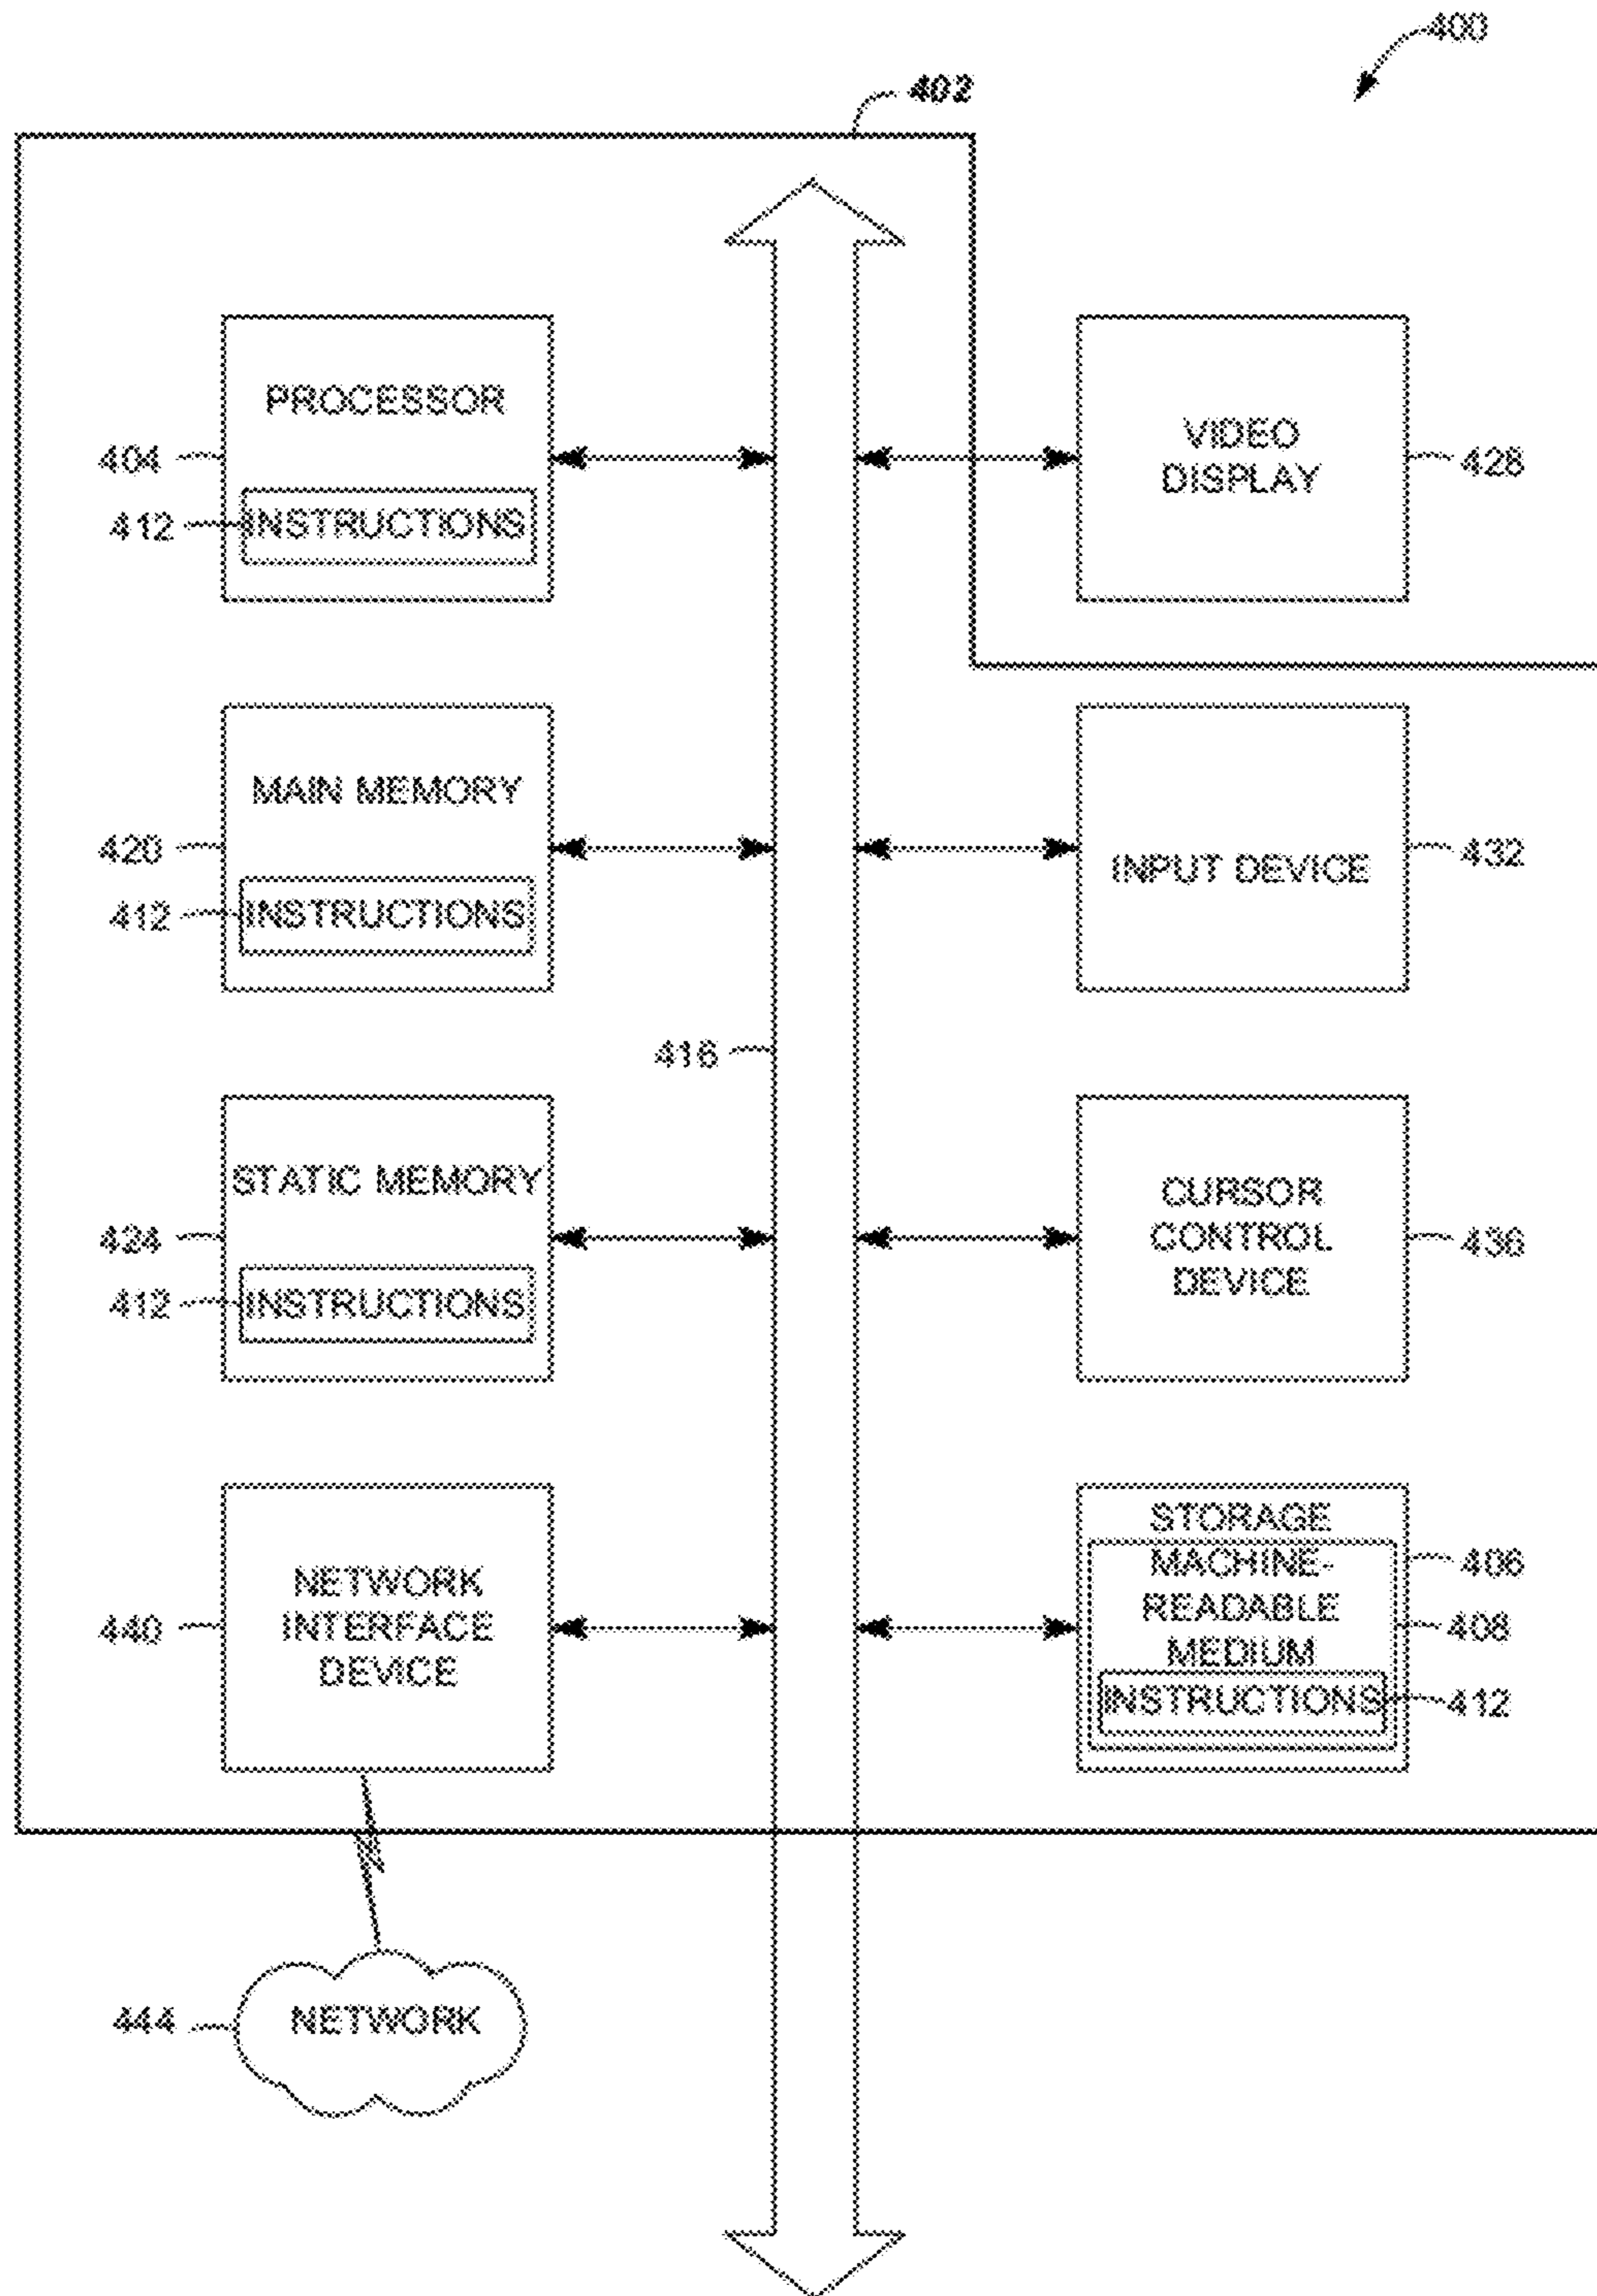 400
402
PROCESSOR
404
412
INSTRUCTIONS
VIDEO
DISPLAY
428
MAIN MEMORY
420
412
INSTRUCTIONS
INPUT DEVICE
432
416
STATIC MEMORY
424
412
INSTRUCTIONS
CURSOR
CONTROL
DEVICE
436
NETWORK
INTERFACE
DEVICE
440
STORAGE
MACHINE-
READABLE
MEDIUM
INSTRUCTIONS
406
408
412
444
NETWORK